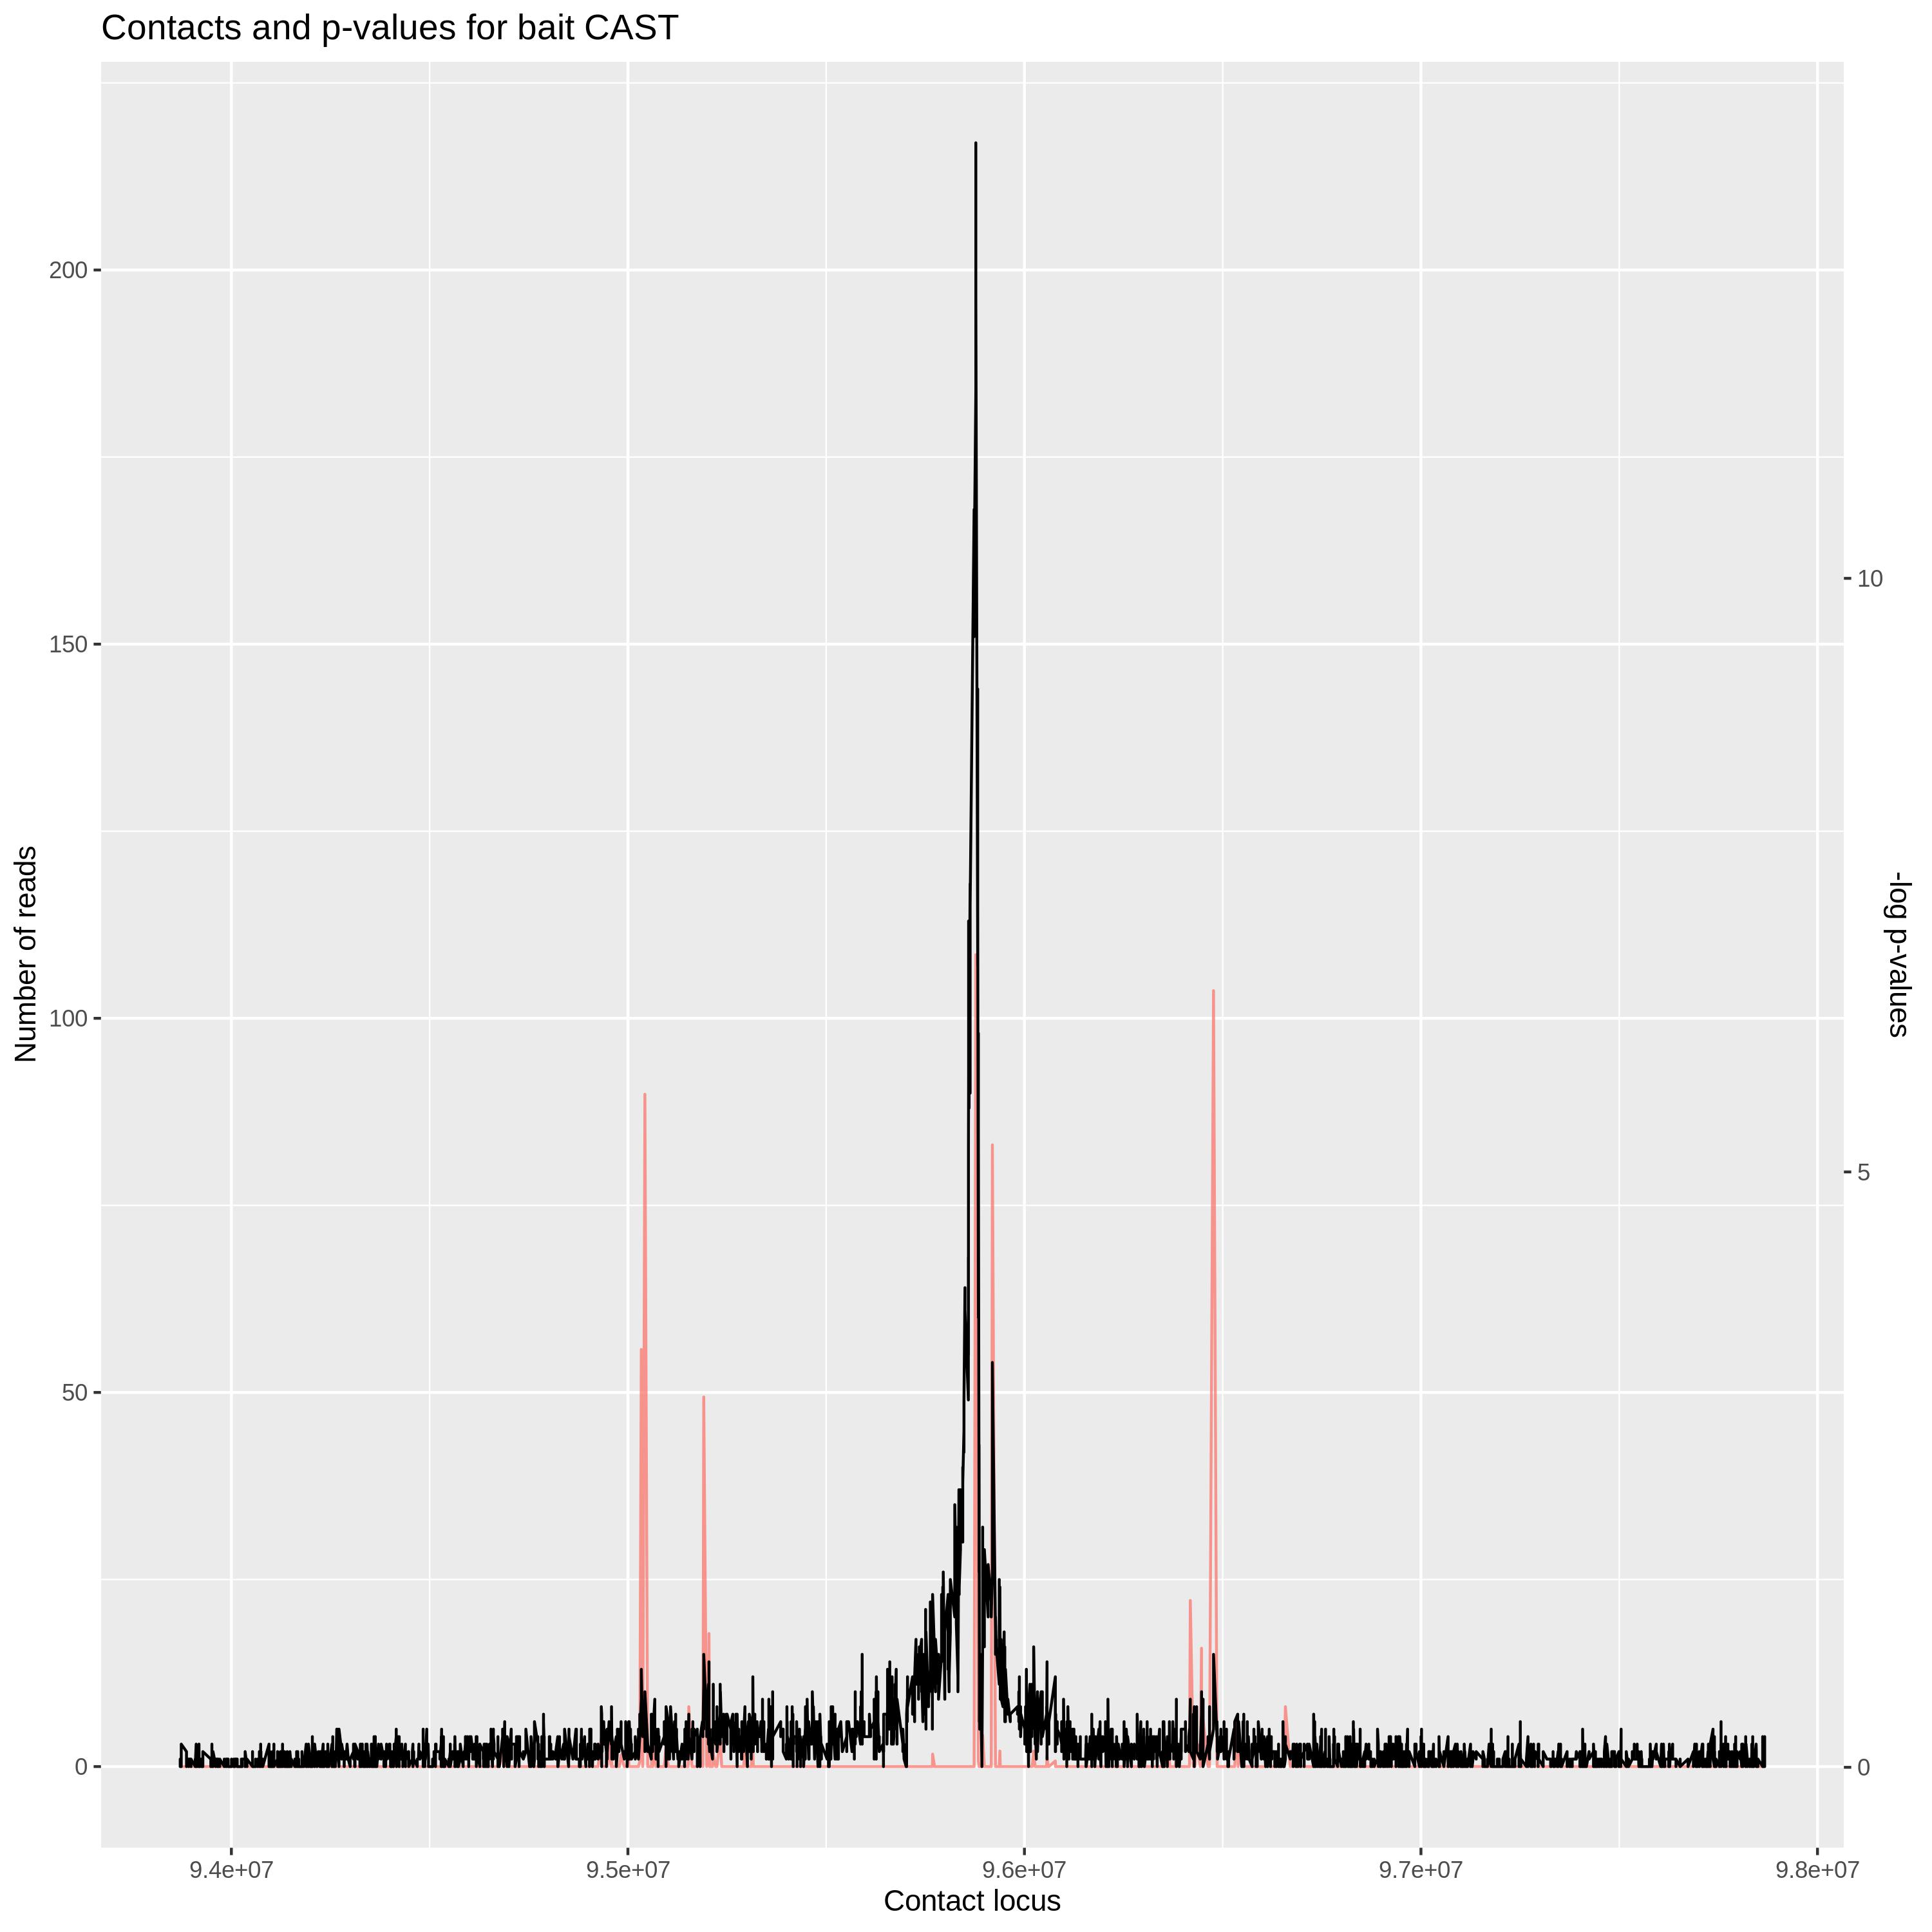 Contacts and p-values for bait CAST
200
150
100
50
0
Number of reads
10
5
0
-log p-values
9.4e+07
9.5e+07
9.6e+07
9.7e+07
9.8e+07
Contact locus